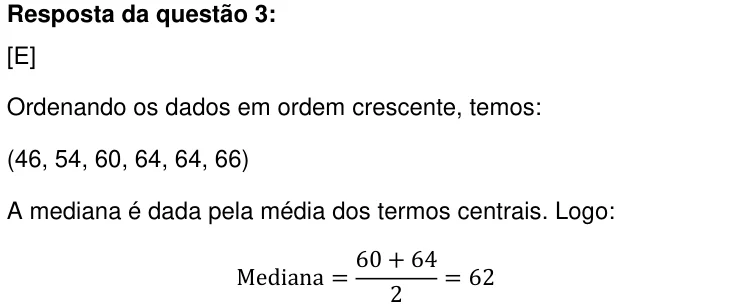 Resposta da questão 3:
[E]
Ordenando os dados em ordem crescente, temos:
(46, 54, 60, 64, 64, 66)
A mediana é dada pela média dos termos centrais. Logo:
Mediana = \frac{60 + 64}{2} = 62